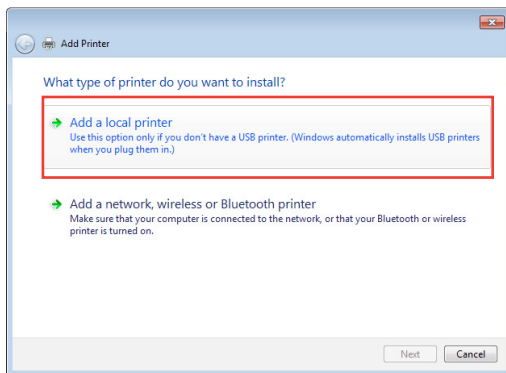 Add Printer
What type of printer do you want to install?
Add a local printer
Use this option only if you don't have a USB printer. (Windows automatically installs USB printers
when you plug them in.)
Add a network, wireless or Bluetooth printer
Make sure that your computer is connected to the network, or that your Bluetooth or wireless
printer is turned on.
Next Cancel